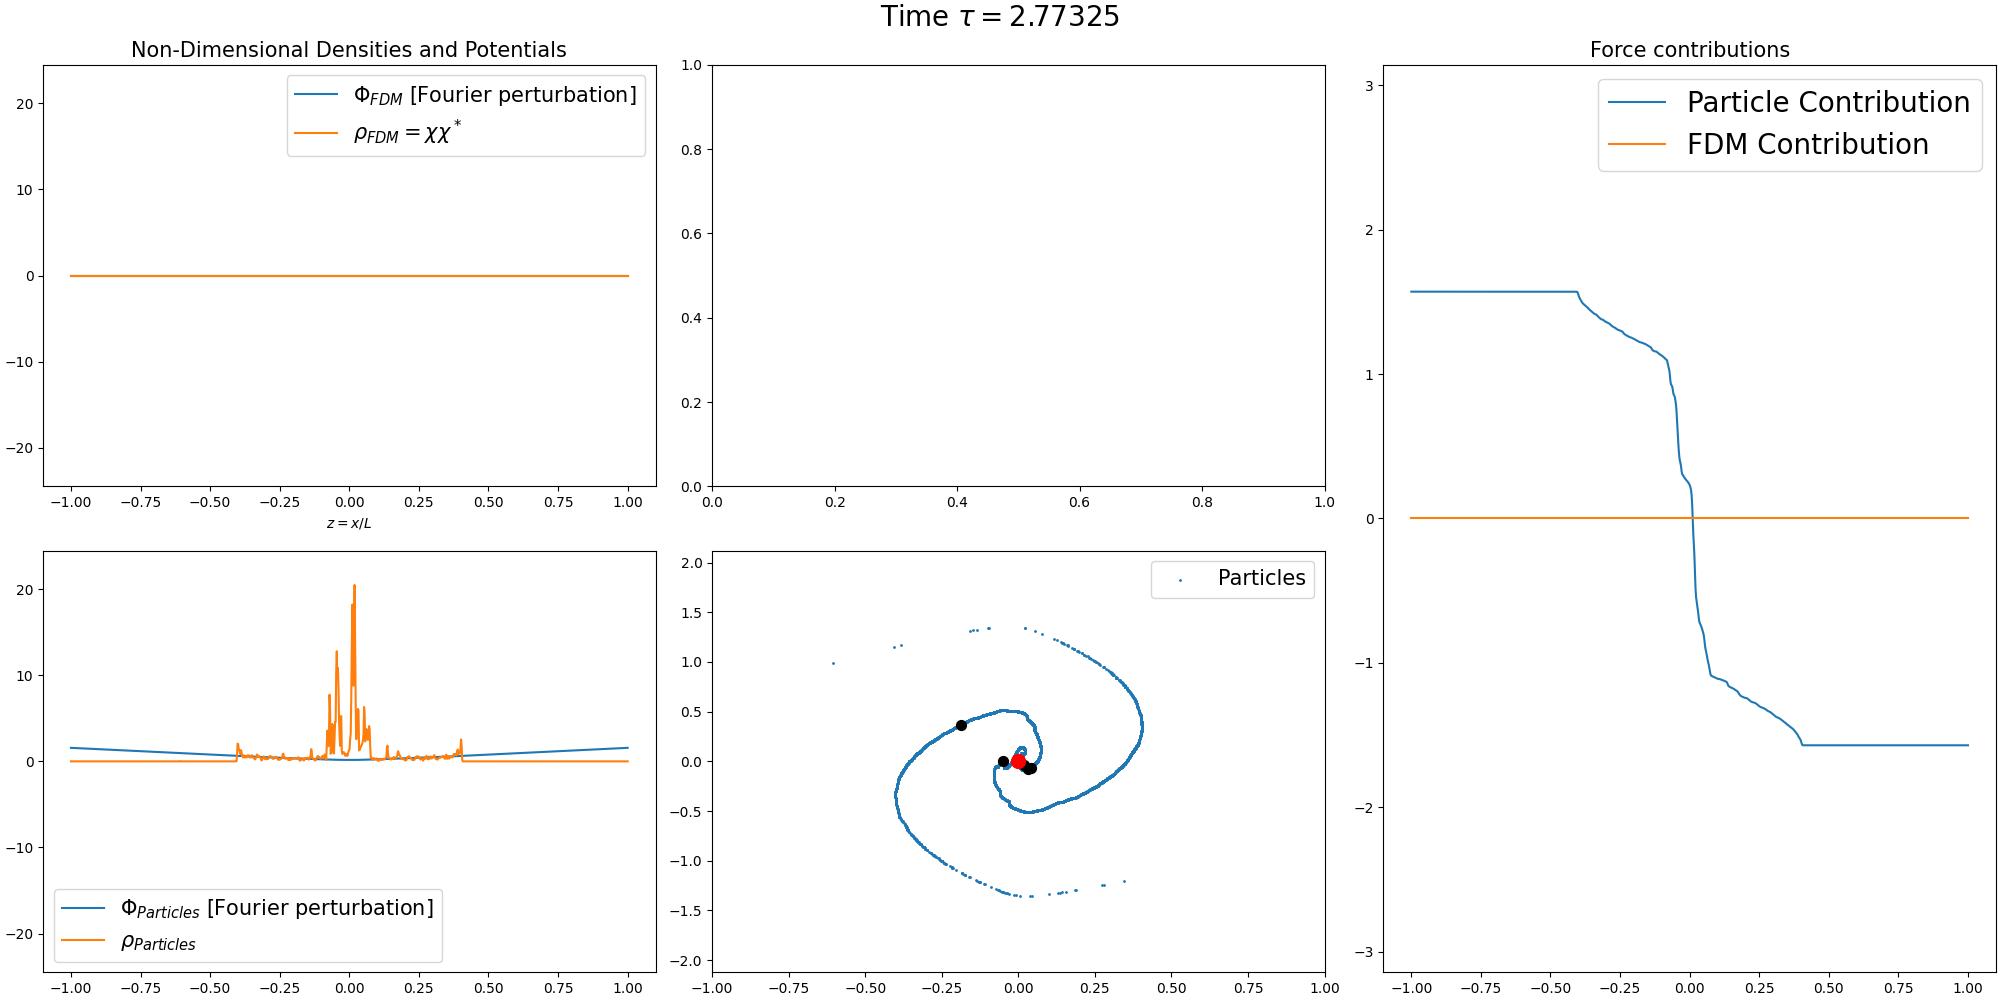 Time τ = 2.77325
Non-Dimensional Densities and Potentials
Φ_FDM [Fourier perturbation]
ρ_FDM = χχ*
20
10
0
−10
−20
−1.00 −0.75 −0.50 −0.25 0.00 0.25 0.50 0.75 1.00
z = x/L
1.0
0.8
0.6
0.4
0.2
0.0
0.0 0.2 0.4 0.6 0.8 1.0
Force contributions
Particle Contribution
FDM Contribution
3
2
1
0
−1
−2
−3
−1.00 −0.75 −0.50 −0.25 0.00 0.25 0.50 0.75 1.00
20
10
0
−10
−20
Φ_Particles [Fourier perturbation]
ρ_Particles
−1.00 −0.75 −0.50 −0.25 0.00 0.25 0.50 0.75 1.00
Particles
2.0
1.5
1.0
0.5
0.0
−0.5
−1.0
−1.5
−2.0
−1.00 −0.75 −0.50 −0.25 0.00 0.25 0.50 0.75 1.00